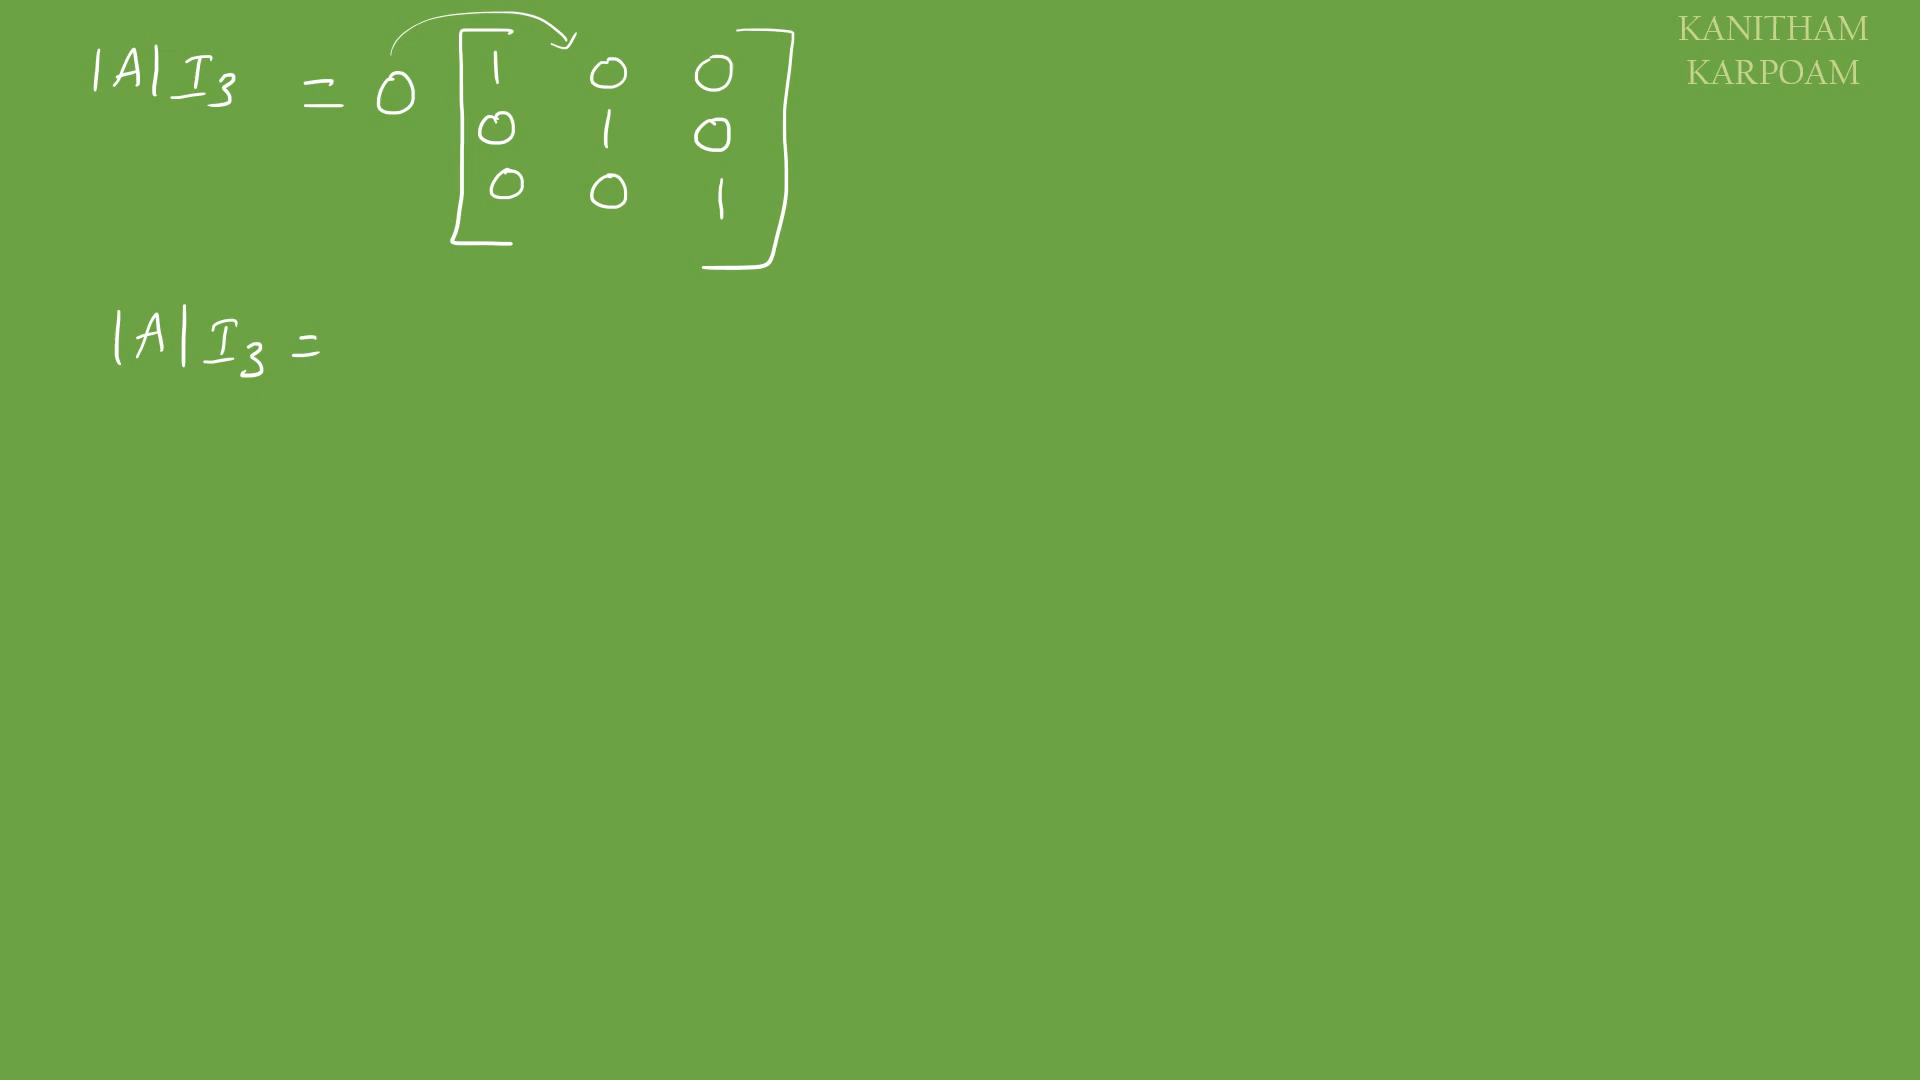 |A| I₃ = 0 [ 1 0 0
0 1 0
0 0 1 ]
|A| I₃ =
KANITHAM
KARPOAM